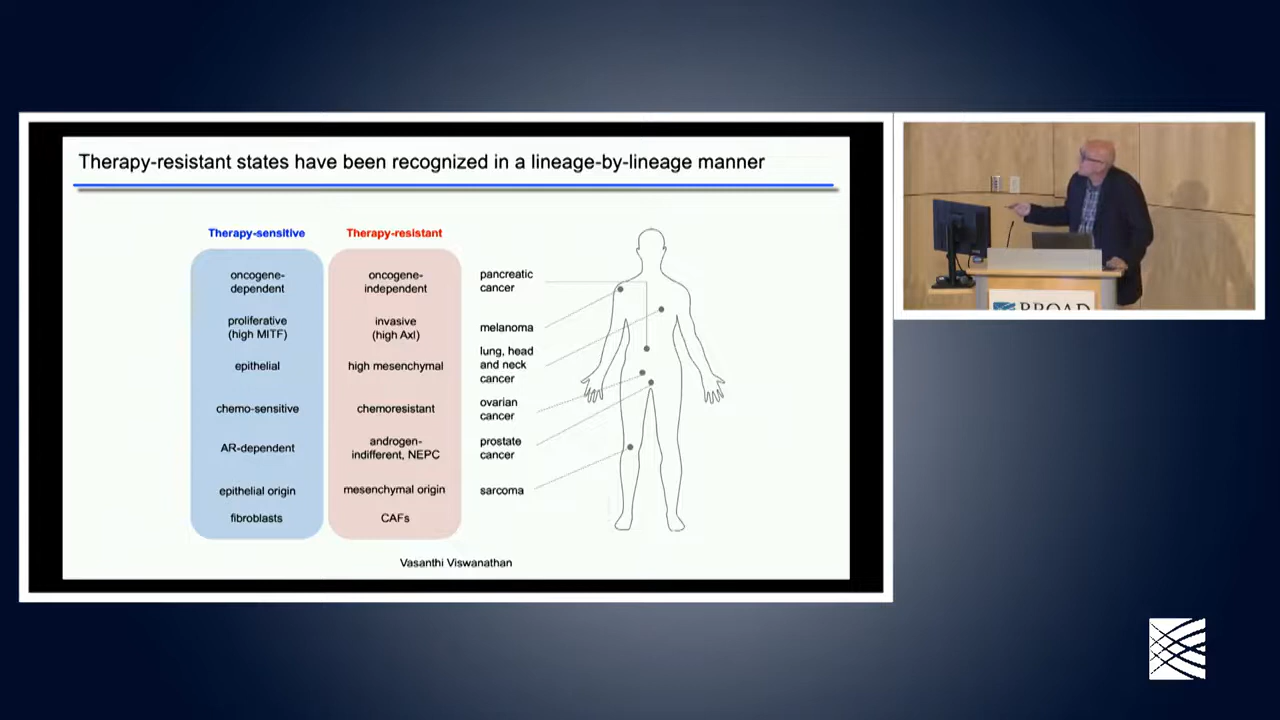 Therapy-resistant states have been recognized in a lineage-by-lineage manner
Therapy-sensitive
Therapy-resistant
oncogene-
dependent
oncogene-
independent
pancreatic
cancer
proliferative
(high MITF)
invasive
(high Axl)
melanoma
epithelial
high mesenchymal
lung, head
and neck
cancer
chemo-sensitive
chemoresistant
ovarian
cancer
AR-dependent
androgen-
indifferent, NEPC
prostate
cancer
epithelial origin
mesenchymal origin
sarcoma
fibroblasts
CAFs
Vasanthi Viswanathan
BROAD